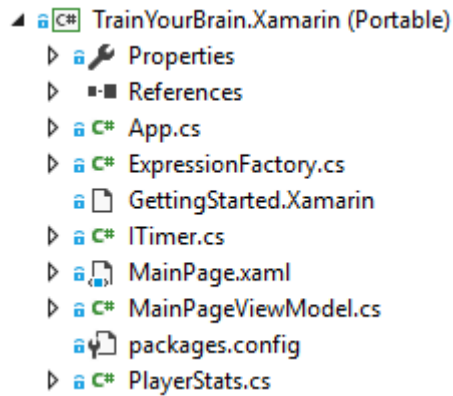 C# TrainYourBrain.Xamarin (Portable)
Properties
References
C# App.cs
C# ExpressionFactory.cs
GettingStarted.Xamarin
C# ITimer.cs
MainPage.xaml
C# MainPageViewModel.cs
packages.config
C# PlayerStats.cs